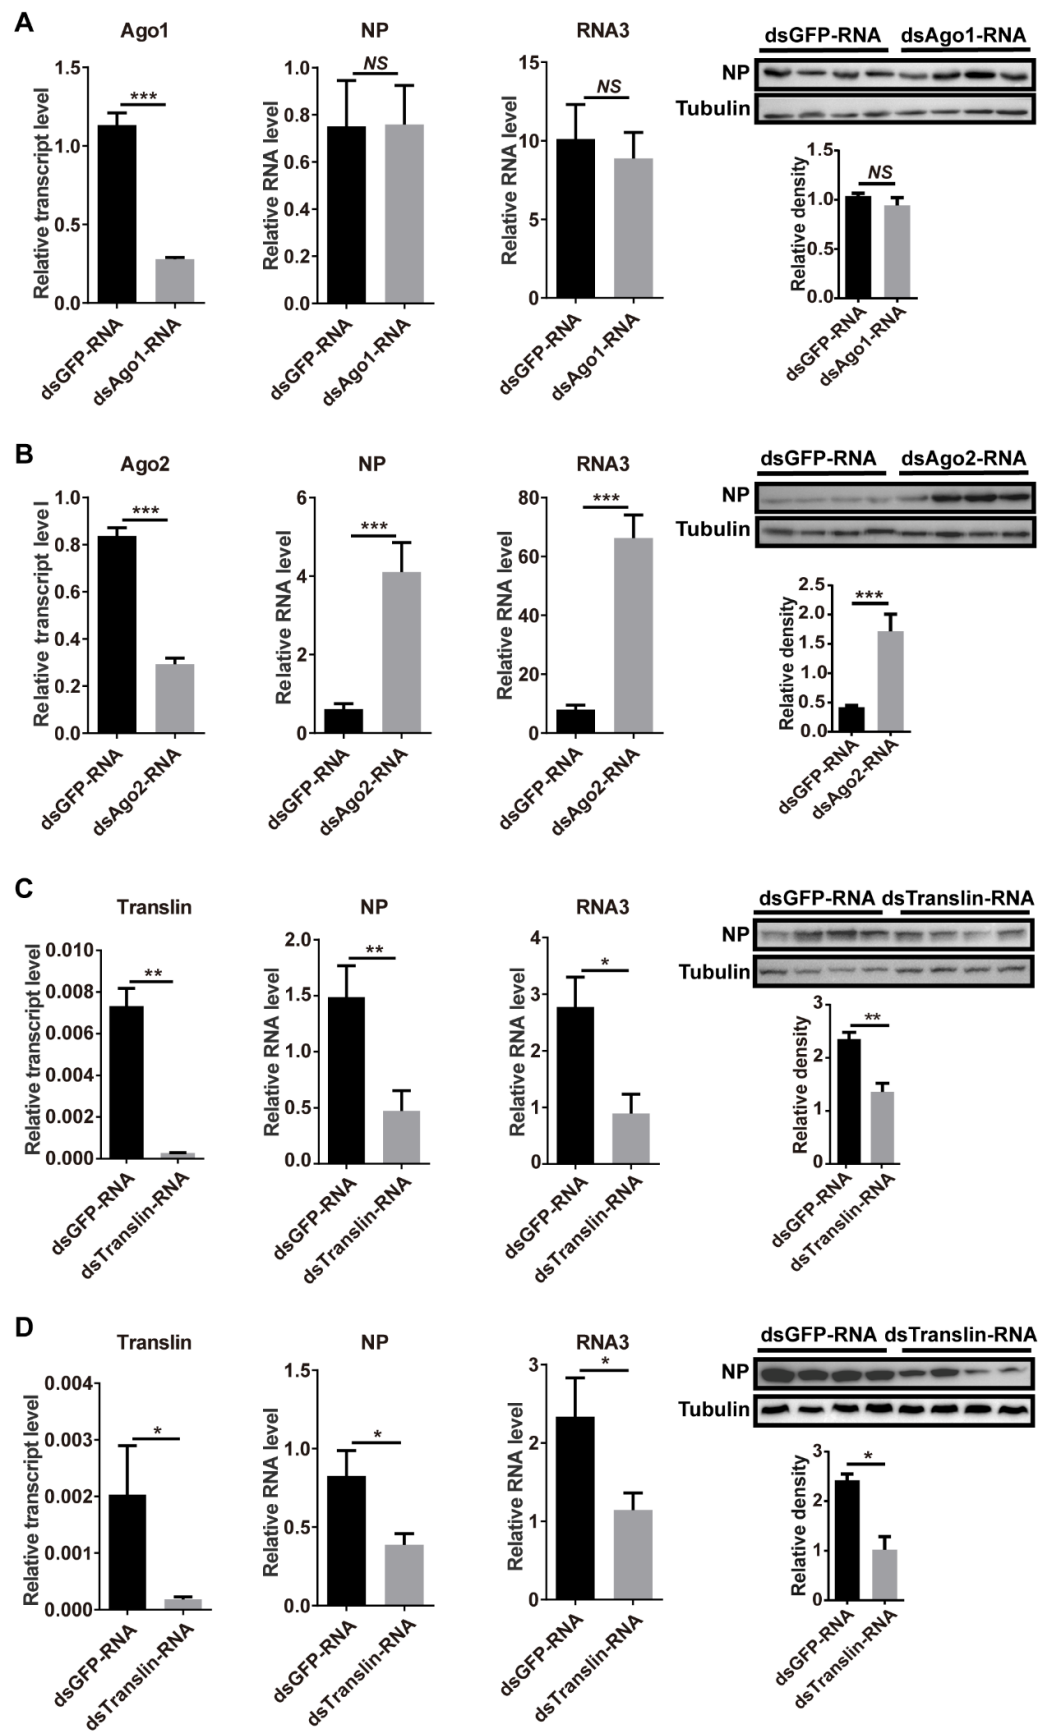 A
Ago1
Relative transcript level
1.5
1.0
0.5
0.0
***
dsGFP-RNA
dsAgo1-RNA
NP
Relative RNA level
1.0
0.8
0.6
0.4
0.2
0.0
NS
dsGFP-RNA
dsAgo1-RNA
RNA3
Relative RNA level
15
10
5
0
NS
dsGFP-RNA
dsAgo1-RNA
dsGFP-RNA dsAgo1-RNA
NP
Tubulin
Relative density
1.5
1.0
0.5
0.0
NS
dsGFP-RNA
dsAgo1-RNA
B
Ago2
Relative transcript level
1.0
0.8
0.6
0.4
0.2
0.0
***
dsGFP-RNA
dsAgo2-RNA
NP
Relative RNA level
6
4
2
0
***
dsGFP-RNA
dsAgo2-RNA
RNA3
Relative RNA level
80
60
40
20
0
***
dsGFP-RNA
dsAgo2-RNA
dsGFP-RNA dsAgo2-RNA
NP
Tubulin
Relative density
2.5
2.0
1.5
1.0
0.5
0.0
***
dsGFP-RNA
dsAgo2-RNA
C
Translin
Relative transcript level
0.010
0.008
0.006
0.004
0.002
0.000
**
dsGFP-RNA
dsTranslin-RNA
NP
Relative RNA level
2.0
1.5
1.0
0.5
0.0
**
dsGFP-RNA
dsTranslin-RNA
RNA3
Relative RNA level
4
3
2
1
0
*
dsGFP-RNA
dsTranslin-RNA
dsGFP-RNA dsTranslin-RNA
NP
Tubulin
Relative density
3
2
1
0
**
dsGFP-RNA
dsTranslin-RNA
D
Translin
Relative transcript level
0.004
0.003
0.002
0.001
0.000
*
dsGFP-RNA
dsTranslin-RNA
NP
Relative RNA level
1.5
1.0
0.5
0.0
*
dsGFP-RNA
dsTranslin-RNA
RNA3
Relative RNA level
3
2
1
0
*
dsGFP-RNA
dsTranslin-RNA
dsGFP-RNA dsTranslin-RNA
NP
Tubulin
Relative density
3
2
1
0
*
dsGFP-RNA
dsTranslin-RNA